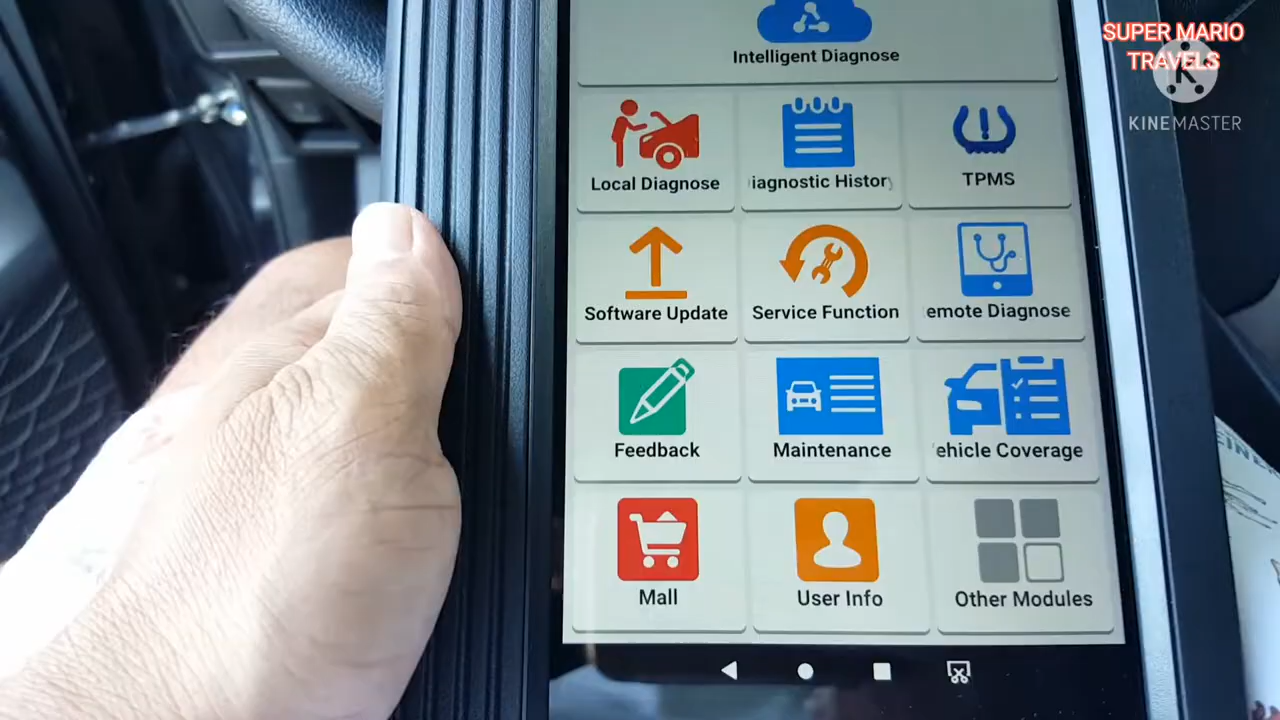 SUPER MARIO
TRAVELS
KINEMASTER
Intelligent Diagnose
Local Diagnose
iagnostic History
TPMS
Software Update
Service Function
emote Diagnose
Feedback
Maintenance
ehicle Coverage
Mall
User Info
Other Modules